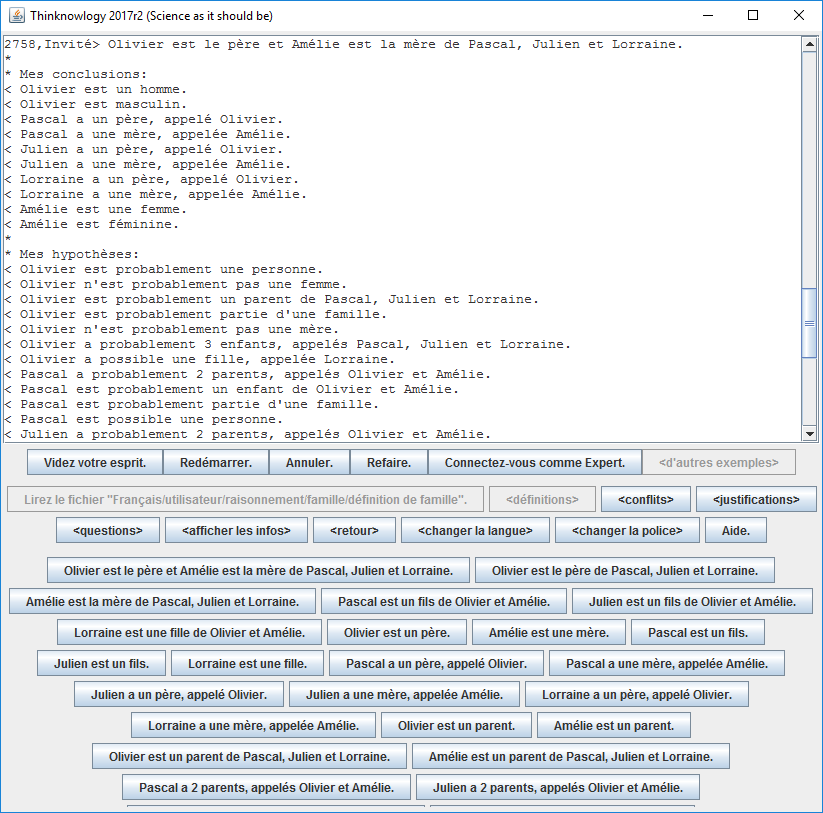 Thinknowlogy 2017r2 (Science as it should be)
2758,Invité> Olivier est le père et Amélie est la mère de Pascal, Julien et Lorraine.
*
* Mes conclusions:
< Olivier est un homme.
< Olivier est masculin.
< Pascal a un père, appelé Olivier.
< Pascal a une mère, appelée Amélie.
< Julien a un père, appelé Olivier.
< Julien a une mère, appelée Amélie.
< Lorraine a un père, appelé Olivier.
< Lorraine a une mère, appelée Amélie.
< Amélie est une femme.
< Amélie est féminine.
*
* Mes hypothèses:
< Olivier est probablement une personne.
< Olivier n'est probablement pas une femme.
< Olivier est probablement un parent de Pascal, Julien et Lorraine.
< Olivier est probablement partie d'une famille.
< Olivier n'est probablement pas une mère.
< Olivier a probablement 3 enfants, appelés Pascal, Julien et Lorraine.
< Olivier a possible une fille, appelée Lorraine.
< Pascal a probablement 2 parents, appelés Olivier et Amélie.
< Pascal est probablement un enfant de Olivier et Amélie.
< Pascal est probablement partie d'une famille.
< Pascal est possible une personne.
< Julien a probablement 2 parents, appelés Olivier et Amélie.
Videz votre esprit. Redémarrer. Annuler. Refaire. Connectez-vous comme Expert. <d'autres exemples>
Lirez le fichier "Français/utilisateur/raisonnement/famille/définition de famille". <définitions> <conflits> <justifications>
<questions> <afficher les infos> <retour> <changer la langue> <changer la police> Aide.
Olivier est le père et Amélie est la mère de Pascal, Julien et Lorraine. Olivier est le père de Pascal, Julien et Lorraine.
Amélie est la mère de Pascal, Julien et Lorraine. Pascal est un fils de Olivier et Amélie. Julien est un fils de Olivier et Amélie.
Lorraine est une fille de Olivier et Amélie. Olivier est un père. Amélie est une mère. Pascal est un fils.
Julien est un fils. Lorraine est une fille. Pascal a un père, appelé Olivier. Pascal a une mère, appelée Amélie.
Julien a un père, appelé Olivier. Julien a une mère, appelée Amélie. Lorraine a un père, appelé Olivier.
Lorraine a une mère, appelée Amélie. Olivier est un parent. Amélie est un parent.
Olivier est un parent de Pascal, Julien et Lorraine. Amélie est un parent de Pascal, Julien et Lorraine.
Pascal a 2 parents, appelés Olivier et Amélie. Julien a 2 parents, appelés Olivier et Amélie.